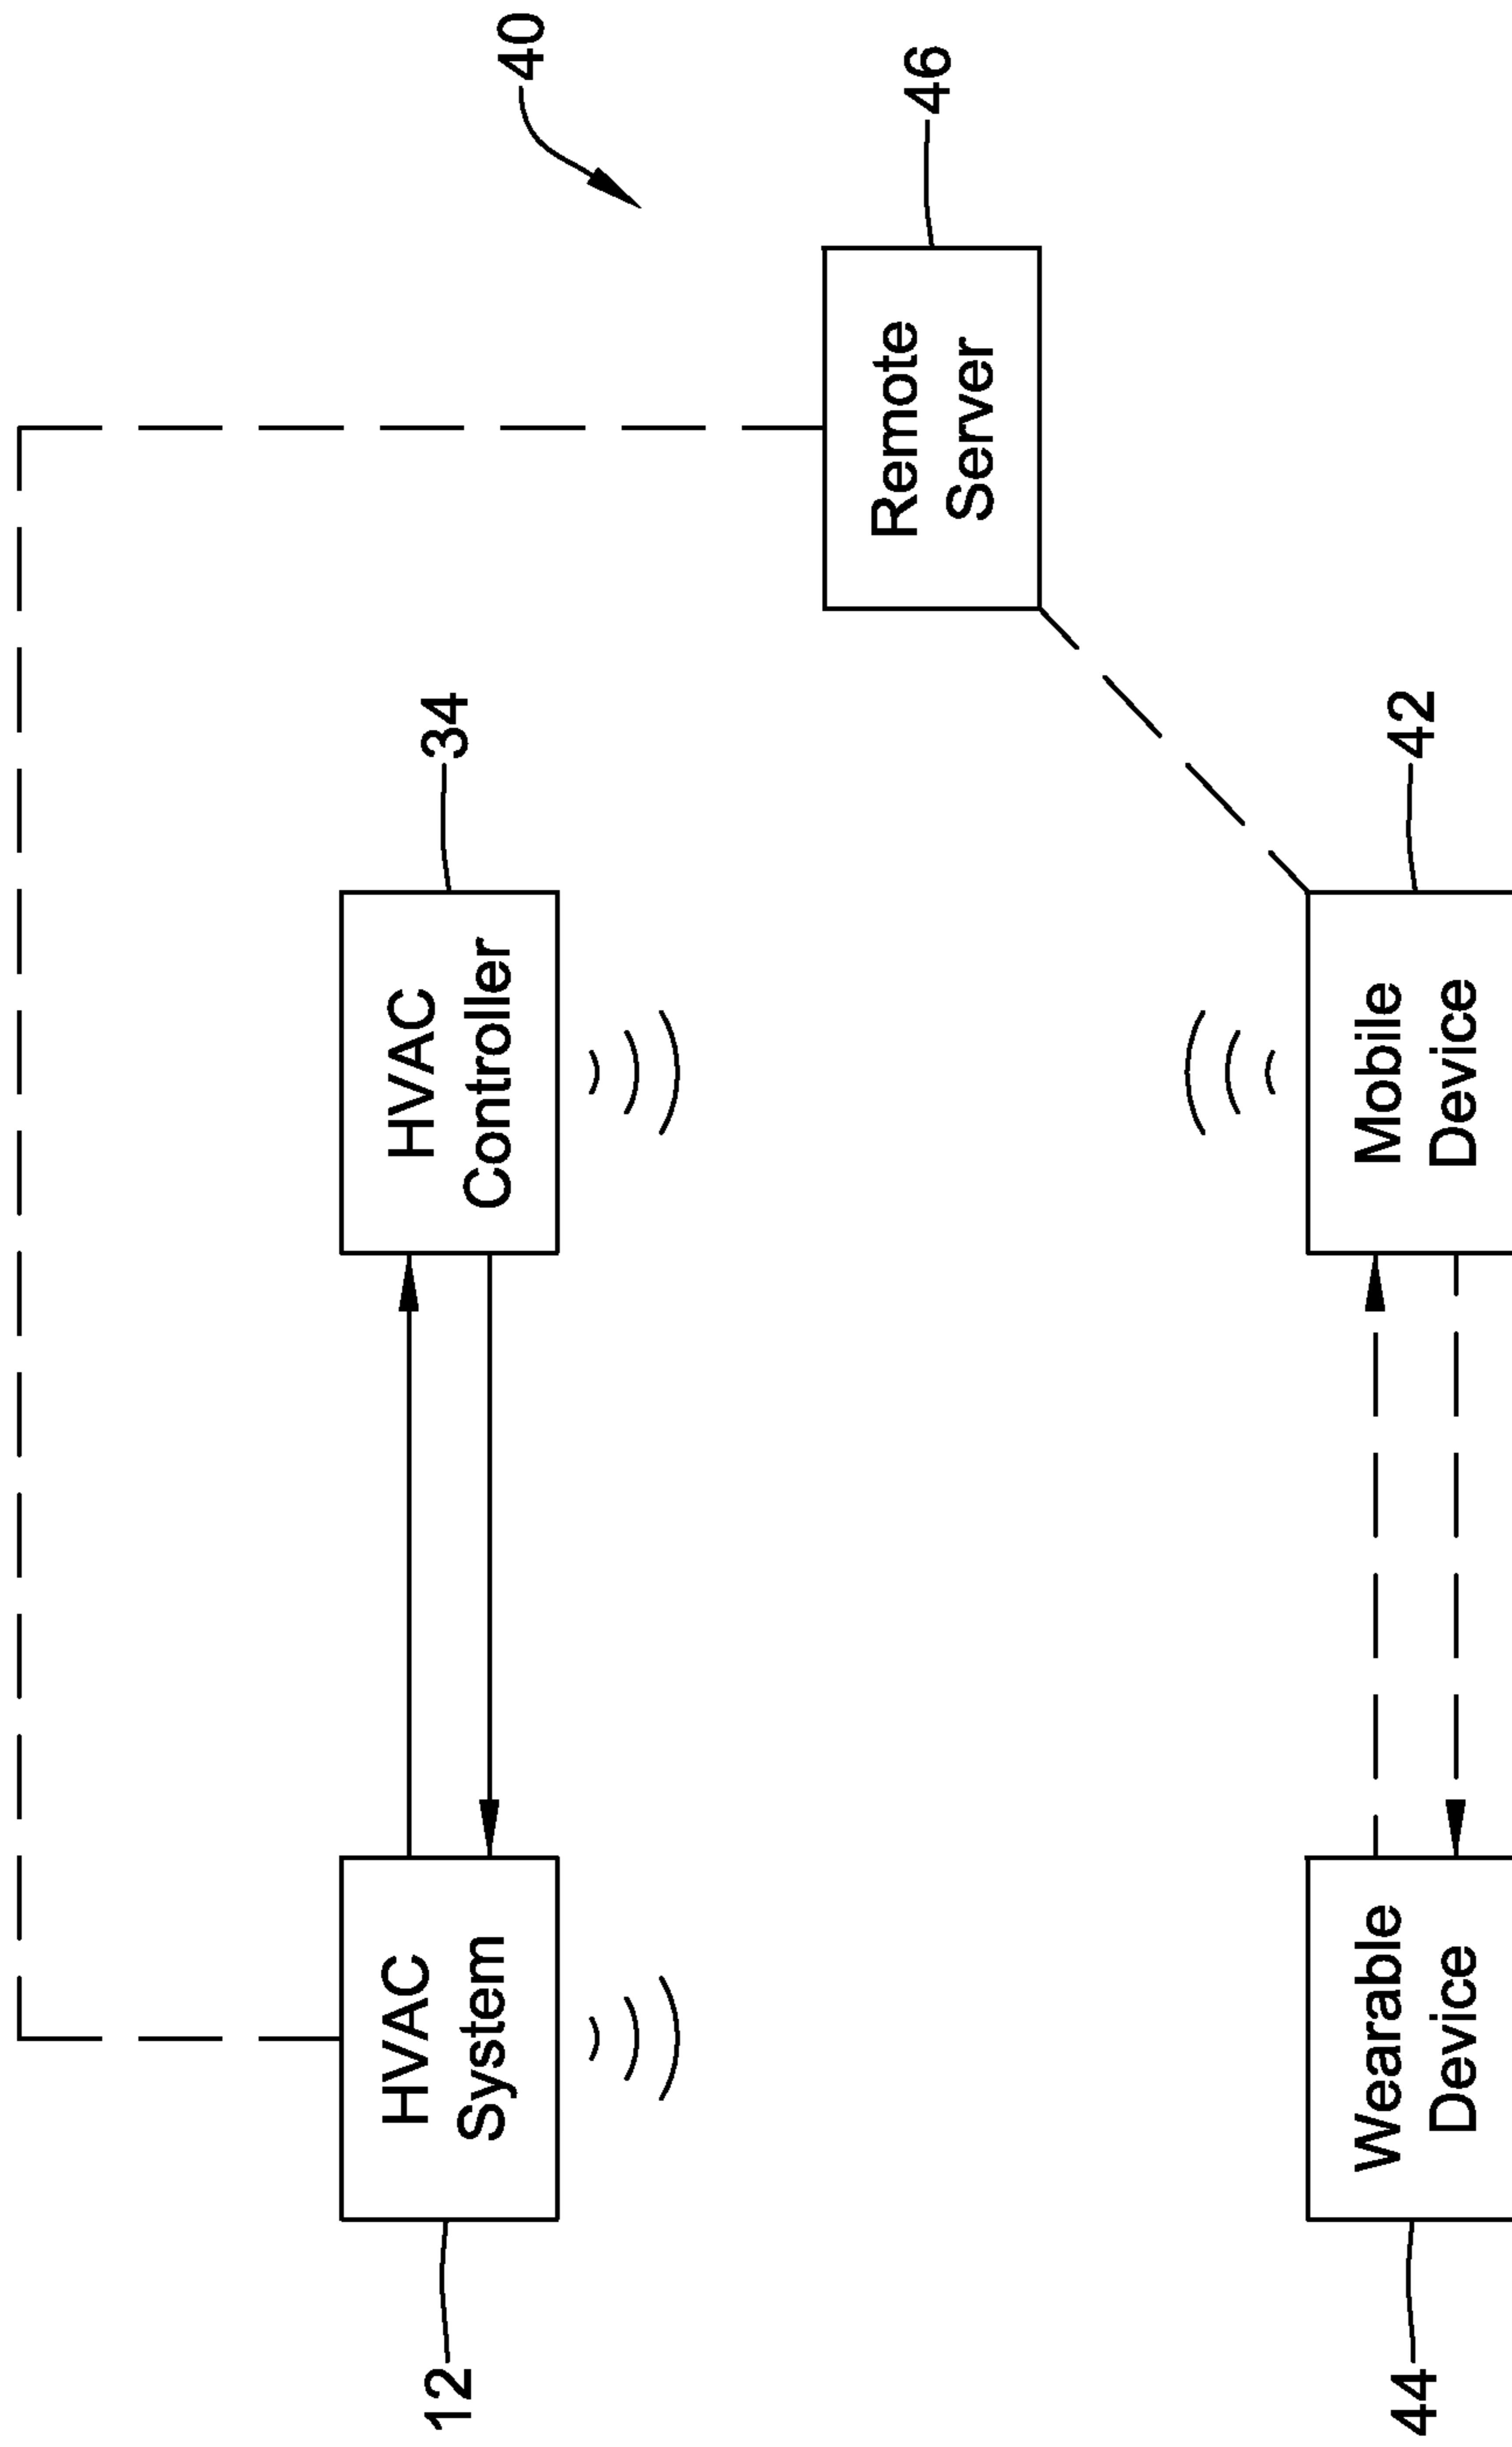 40
12
HVAC
System
HVAC
Controller
34
Remote
Server
46
44
Wearable
Device
Mobile
Device
42